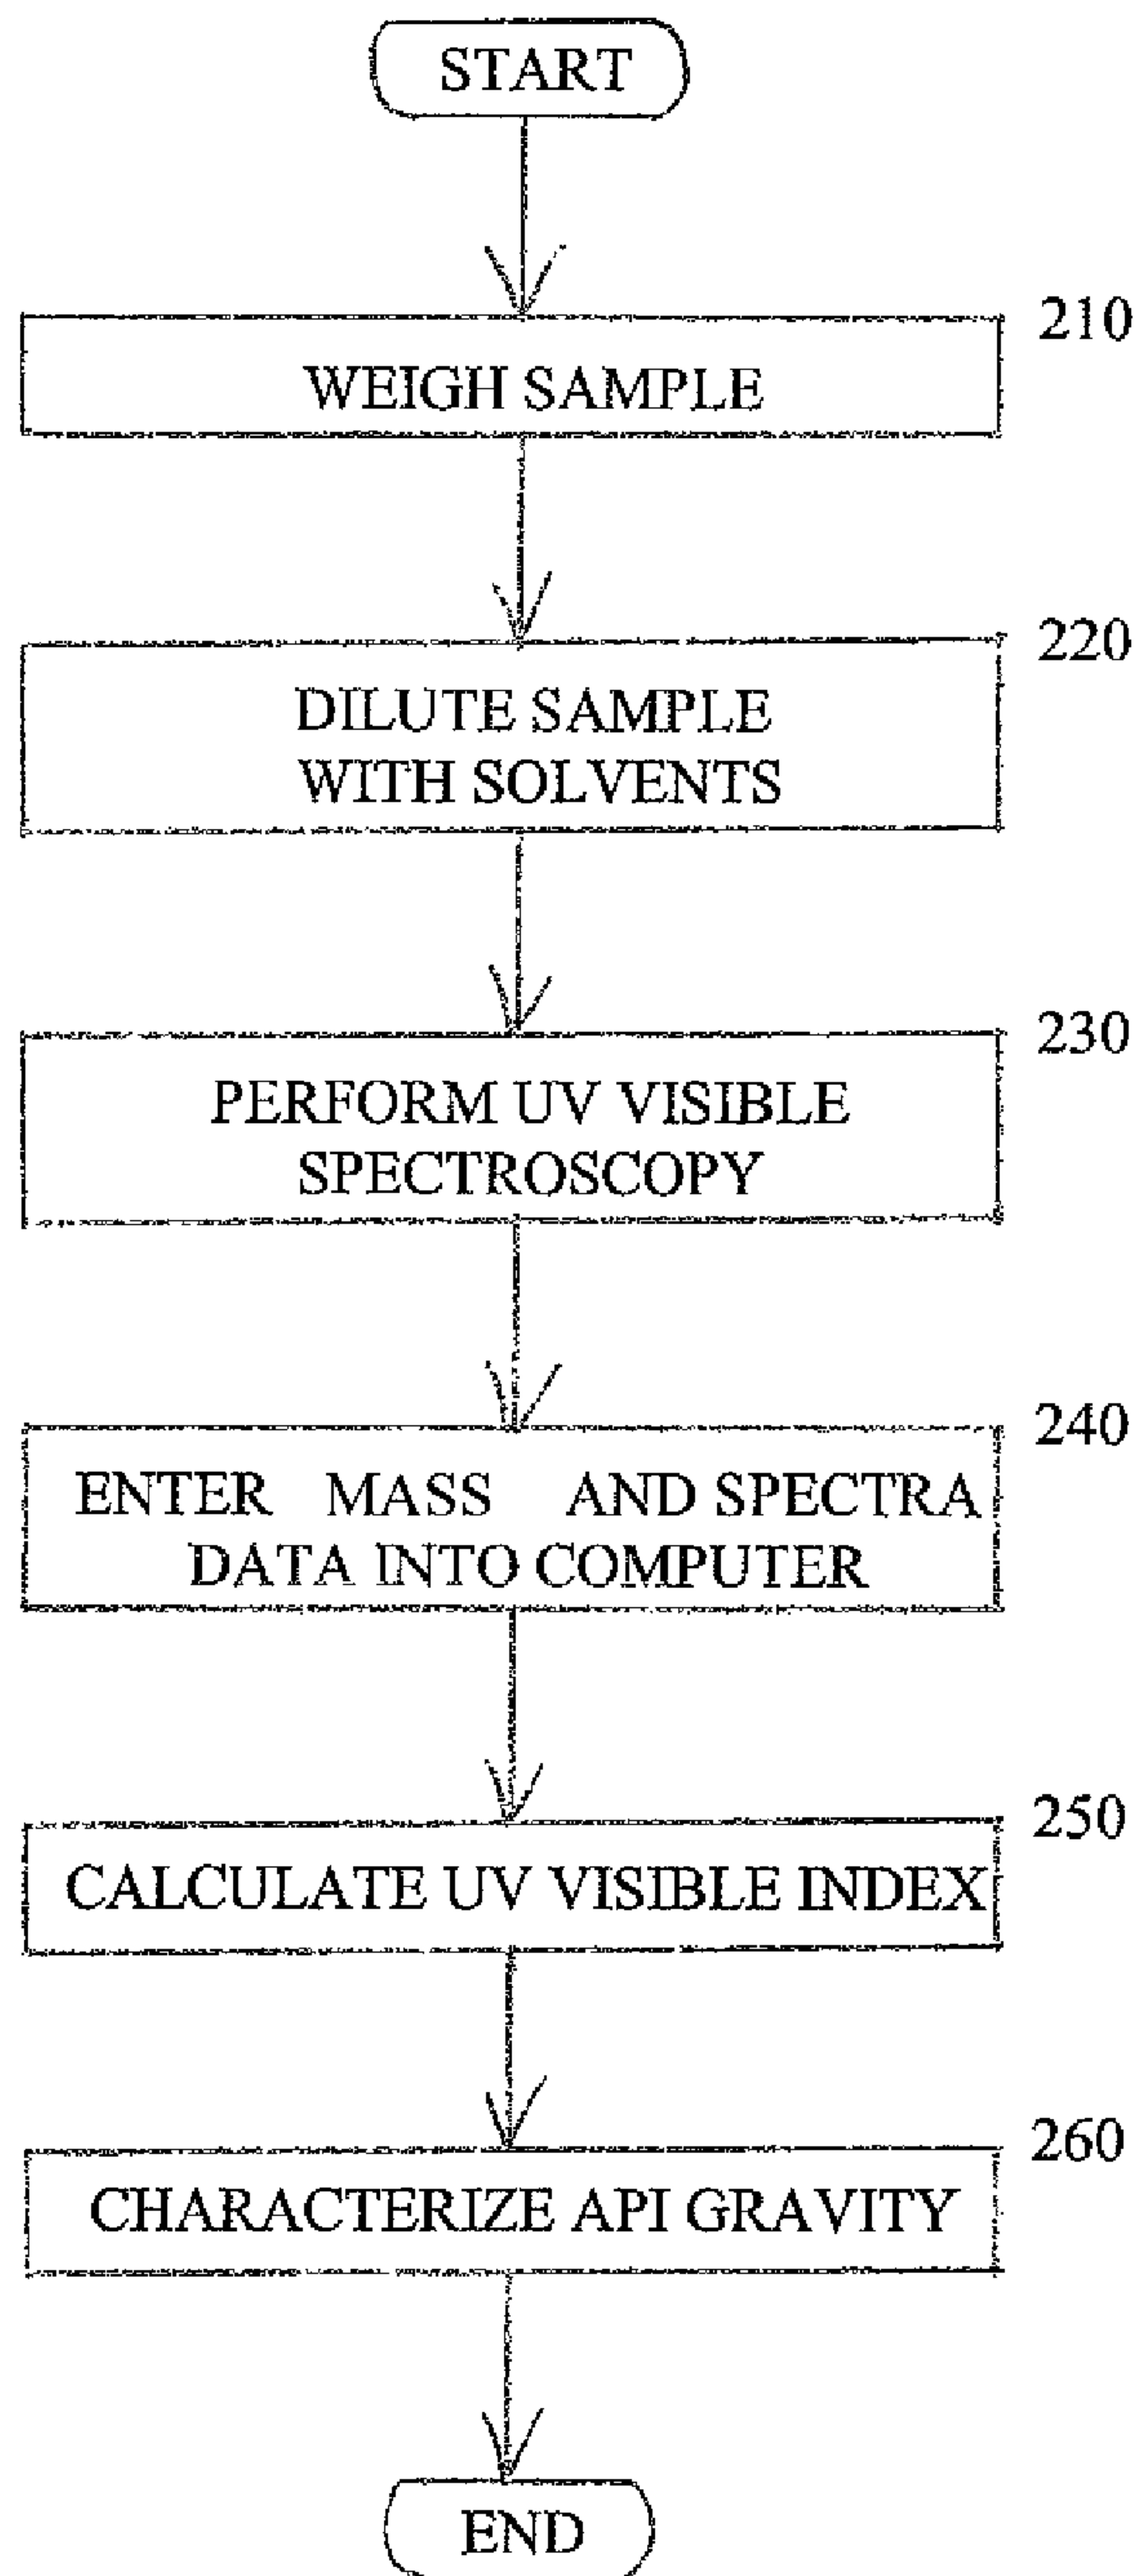 START
210
WEIGH SAMPLE
220
DILUTE SAMPLE
WITH SOLVENTS
230
PERFORM UV VISIBLE
SPECTROSCOPY
240
ENTER MASS AND SPECTRA
DATA INTO COMPUTER
250
CALCULATE UV VISIBLE INDEX
260
CHARACTERIZE API GRAVITY
END